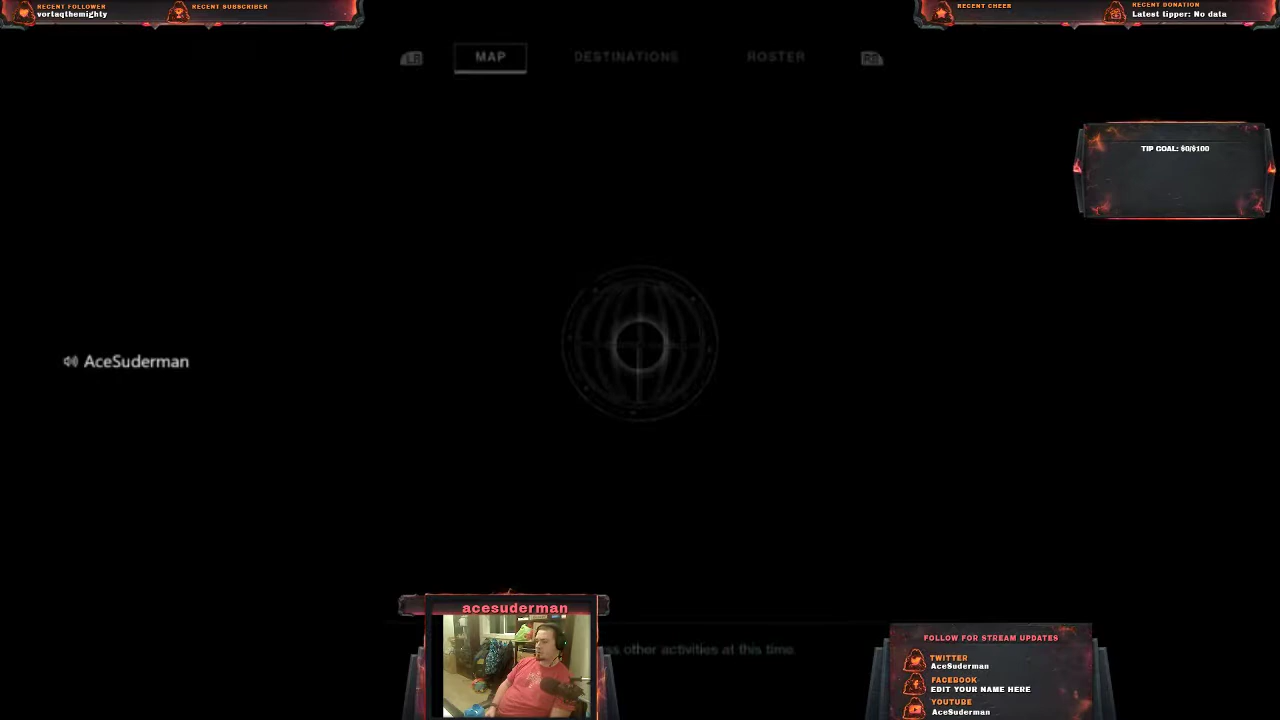 RECENT FOLLOWER
vortaqthemighty
RECENT SUBSCRIBER
RECENT CHEER
RECENT DONATION
Latest tipper: No data
LB
MAP
DESTINATIONS
ROSTER
RB
TIP GOAL: $0/$100
AceSuderman
acesuderman
other activities at this time.
FOLLOW FOR STREAM UPDATES
TWITTER
AceSuderman
FACEBOOK
EDIT YOUR NAME HERE
YOUTUBE
AceSuderman